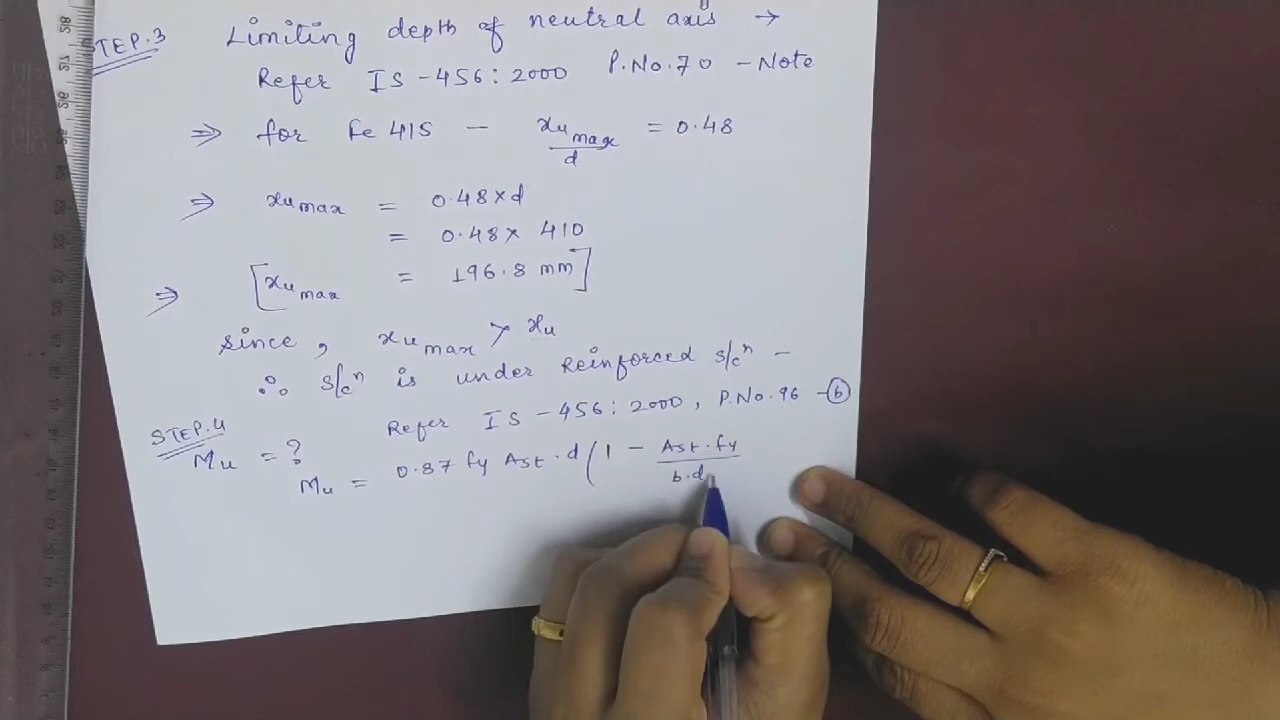 STEP.3 Limiting depth of neutral axis →
Refer IS-456:2000 P.No.70 - Note
⇒ for Fe 415 - xumax/d = 0.48
⇒ xumax = 0.48×d
= 0.48× 410
⇒ [xumax = 196.8 mm]
Since, xumax > xu
∴ s/cn is under Reinforced s/cn -
STEP.4 Refer IS-456:2000, P.No.96 - (b)
Mu = ?
Mu = 0.87 fy Ast.d(1 - Ast.fy/b.d